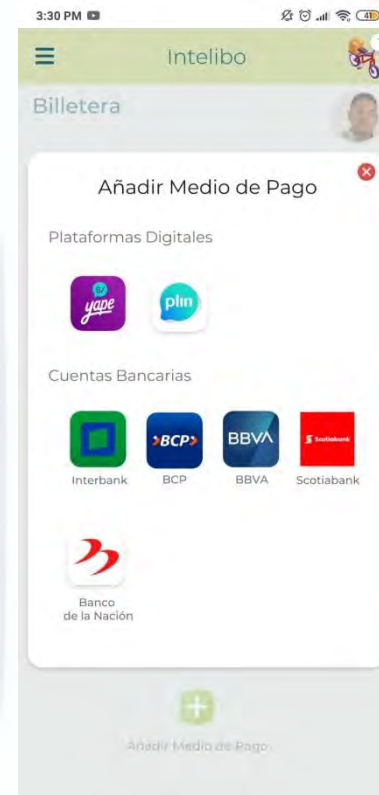 3:30 PM
41
Intelibo
Billetera
Añadir Medio de Pago
Plataformas Digitales
yape
plin
Cuentas Bancarias
BCP
BBVA
Scotiabank
Interbank
BCP
BBVA
Scotiabank
Banco
de la Nación
Añadir Medio de Pago